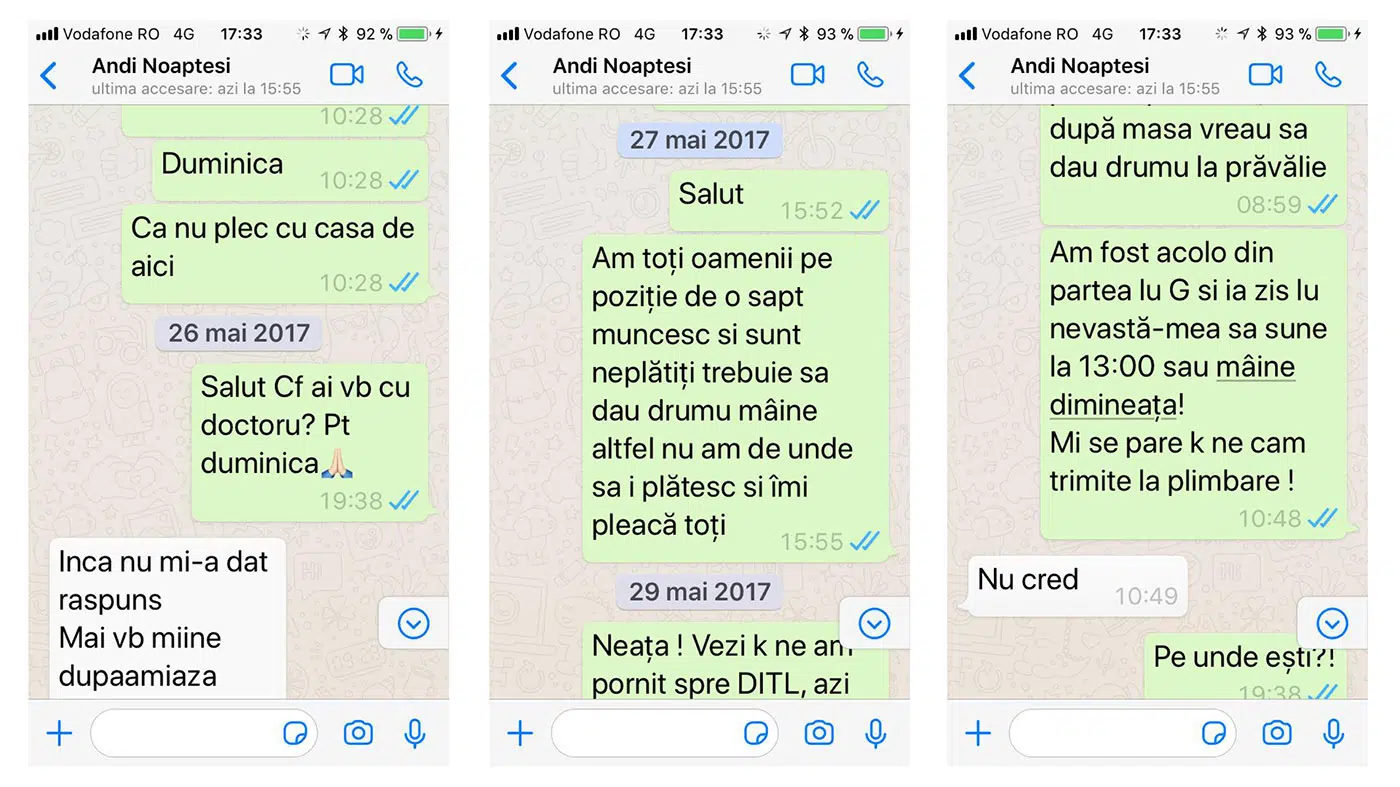 Vodafone RO 4G 17:33 92 %
Andi Noaptesi
ultima accesare: azi la 15:55
10:28
Duminica
10:28
Ca nu plec cu casa de
aici
10:28
26 mai 2017
Salut Cf ai vb cu
doctoru? Pt
duminica🙏🏻
19:38
Inca nu mi-a dat
raspuns
Mai vb miine
dupaamiaza
Vodafone RO 4G 17:33 93 %
Andi Noaptesi
ultima accesare: azi la 15:55
27 mai 2017
Salut
15:52
Am toți oamenii pe
poziție de o sapt
muncesc si sunt
neplătiți trebuie sa
dau drumu mâine
altfel nu am de unde
sa i plătesc si îmi
pleacă toți
15:55
29 mai 2017
Neața ! Vezi k ne am
pornit spre DITL, azi
Vodafone RO 4G 17:33 93 %
Andi Noaptesi
ultima accesare: azi la 15:55
după masa vreau sa
dau drumu la prăvălie
08:59
Am fost acolo din
partea lu G si ia zis lu
nevastă-mea sa sune
la 13:00 sau mâine
dimineața!
Mi se pare k ne cam
trimite la plimbare !
10:48
Nu cred
10:49
Pe unde ești?!
19:38